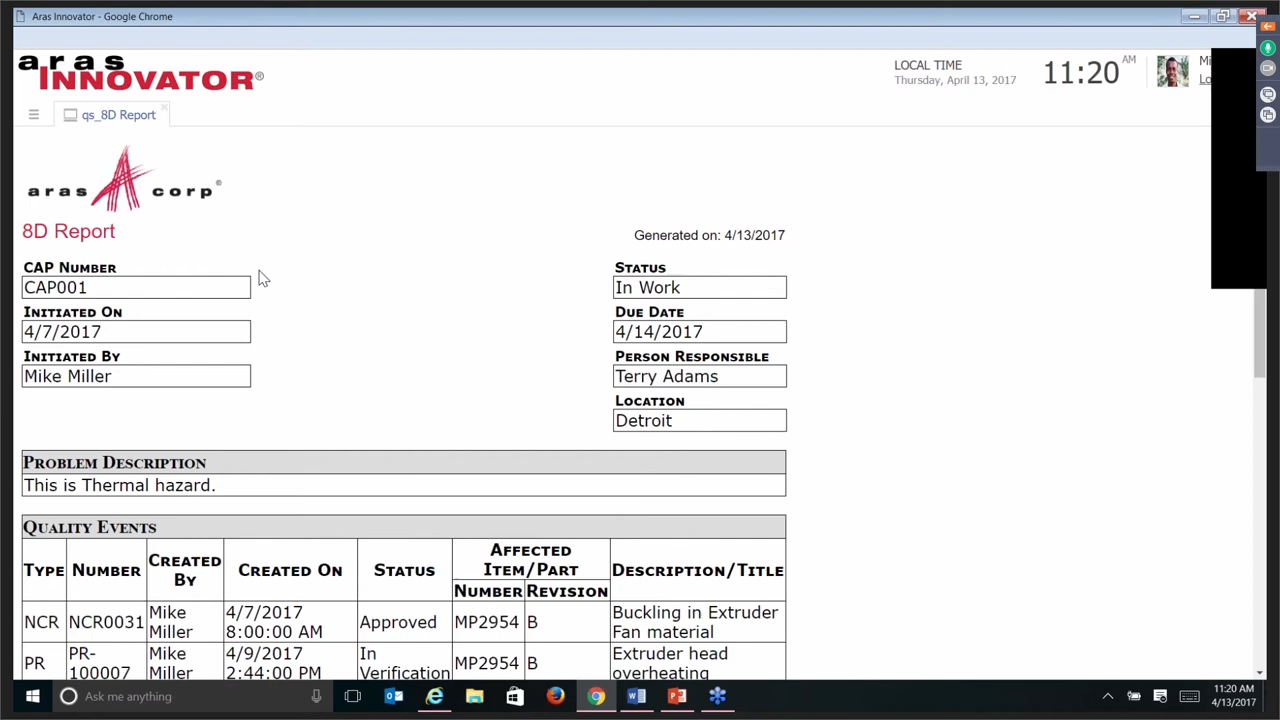 Aras Innovator - Google Chrome
aras
INNOVATOR®
LOCAL TIME
Thursday, April 13, 2017
11:20 AM
Mi
Lo
qs_8D Report
aras corp ®
8D Report
Generated on: 4/13/2017
CAP NUMBER
CAP001
STATUS
In Work
INITIATED ON
4/7/2017
DUE DATE
4/14/2017
INITIATED BY
Mike Miller
PERSON RESPONSIBLE
Terry Adams
LOCATION
Detroit
PROBLEM DESCRIPTION
This is Thermal hazard.
QUALITY EVENTS
TYPE NUMBER CREATED BY CREATED ON STATUS AFFECTED ITEM/PART DESCRIPTION/TITLE
NUMBER REVISION
NCR NCR0031 Mike Miller 4/7/2017 8:00:00 AM Approved MP2954 B Buckling in Extruder Fan material
PR PR-100007 Mike Miller 4/9/2017 2:44:00 PM In Verification MP2954 B Extruder head overheating
Ask me anything
11:20 AM
4/13/2017